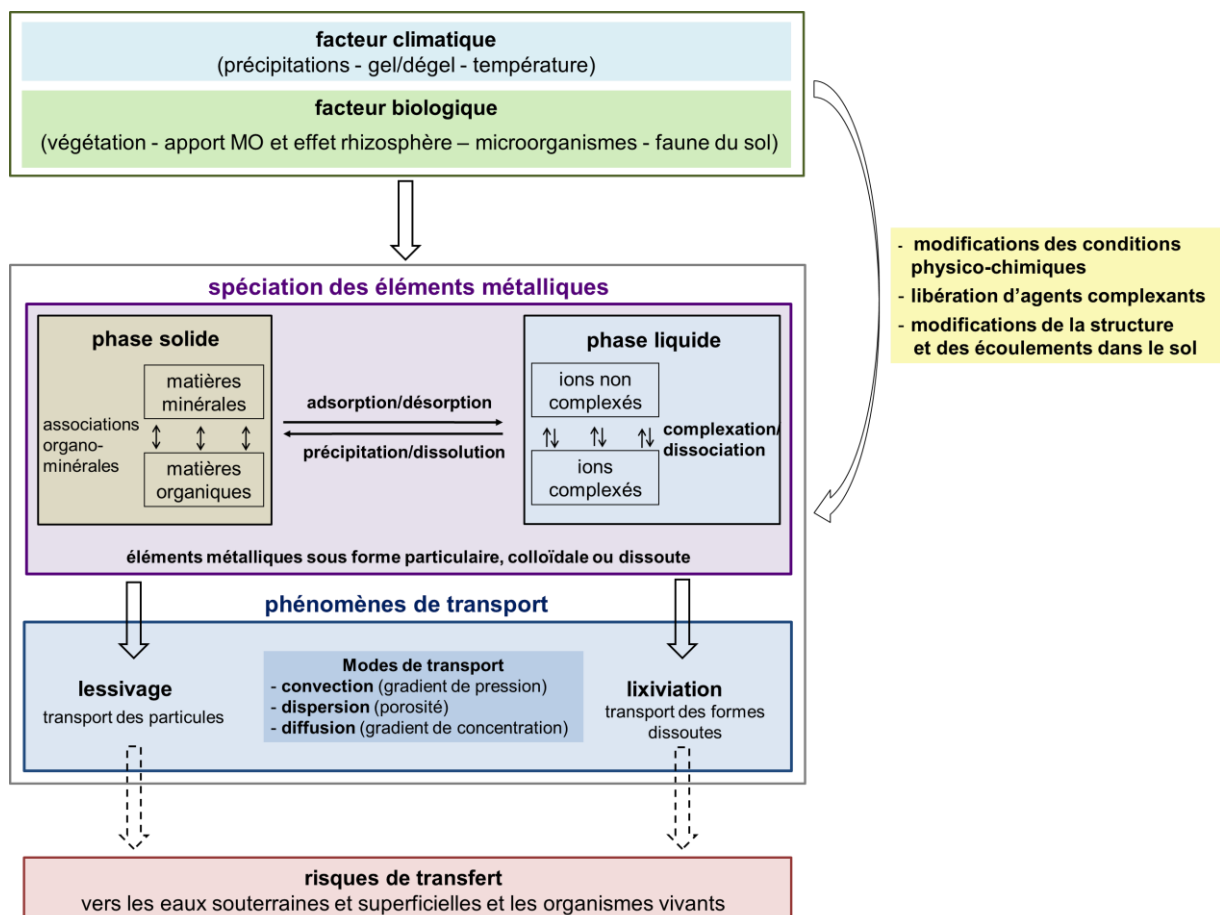 facteur climatique
(précipitations - gel/dégel - température)
facteur biologique
(végétation - apport MO et effet rhizosphère – microorganismes - faune du sol)
- modifications des conditions
physico-chimiques
- libération d'agents complexants
- modifications de la structure
et des écoulements dans le sol
spéciation des éléments métalliques
phase solide
matières
minérales
associations
organo-
minérales
matières
organiques
adsorption/désorption
précipitation/dissolution
phase liquide
ions non
complexés
complexation/
dissociation
ions
complexés
éléments métalliques sous forme particulaire, colloïdale ou dissoute
phénomènes de transport
lessivage
transport des particules
Modes de transport
- convection (gradient de pression)
- dispersion (porosité)
- diffusion (gradient de concentration)
lixiviation
transport des formes
dissoutes
risques de transfert
vers les eaux souterraines et superficielles et les organismes vivants